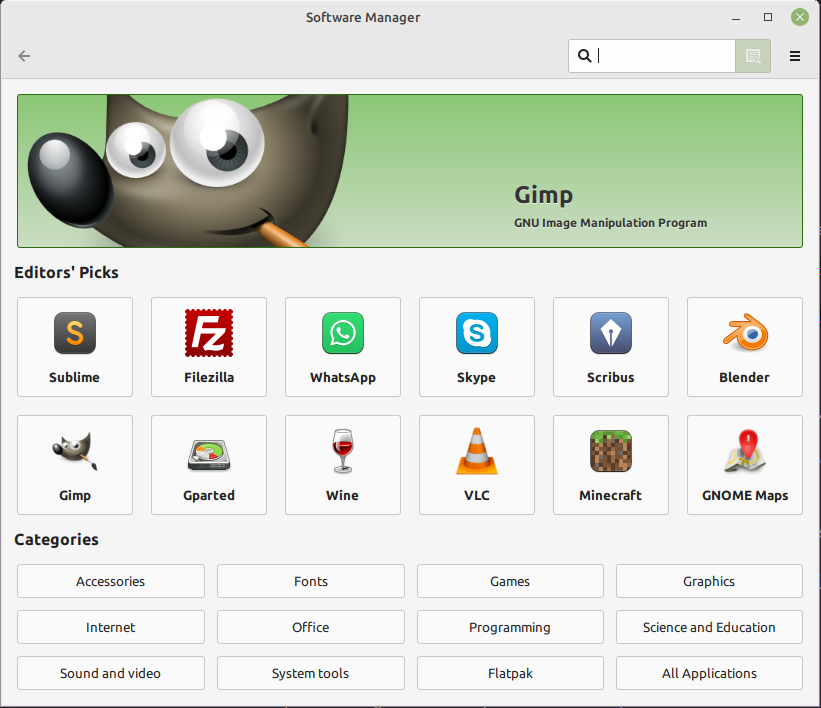 Software Manager
Gimp
GNU Image Manipulation Program
Editors' Picks
S
Fz
S
Sublime
Filezilla
WhatsApp
Skype
Scribus
Blender
Gimp
Gparted
Wine
VLC
Minecraft
GNOME Maps
Categories
Accessories
Fonts
Games
Graphics
Internet
Office
Programming
Science and Education
Sound and video
System tools
Flatpak
All Applications